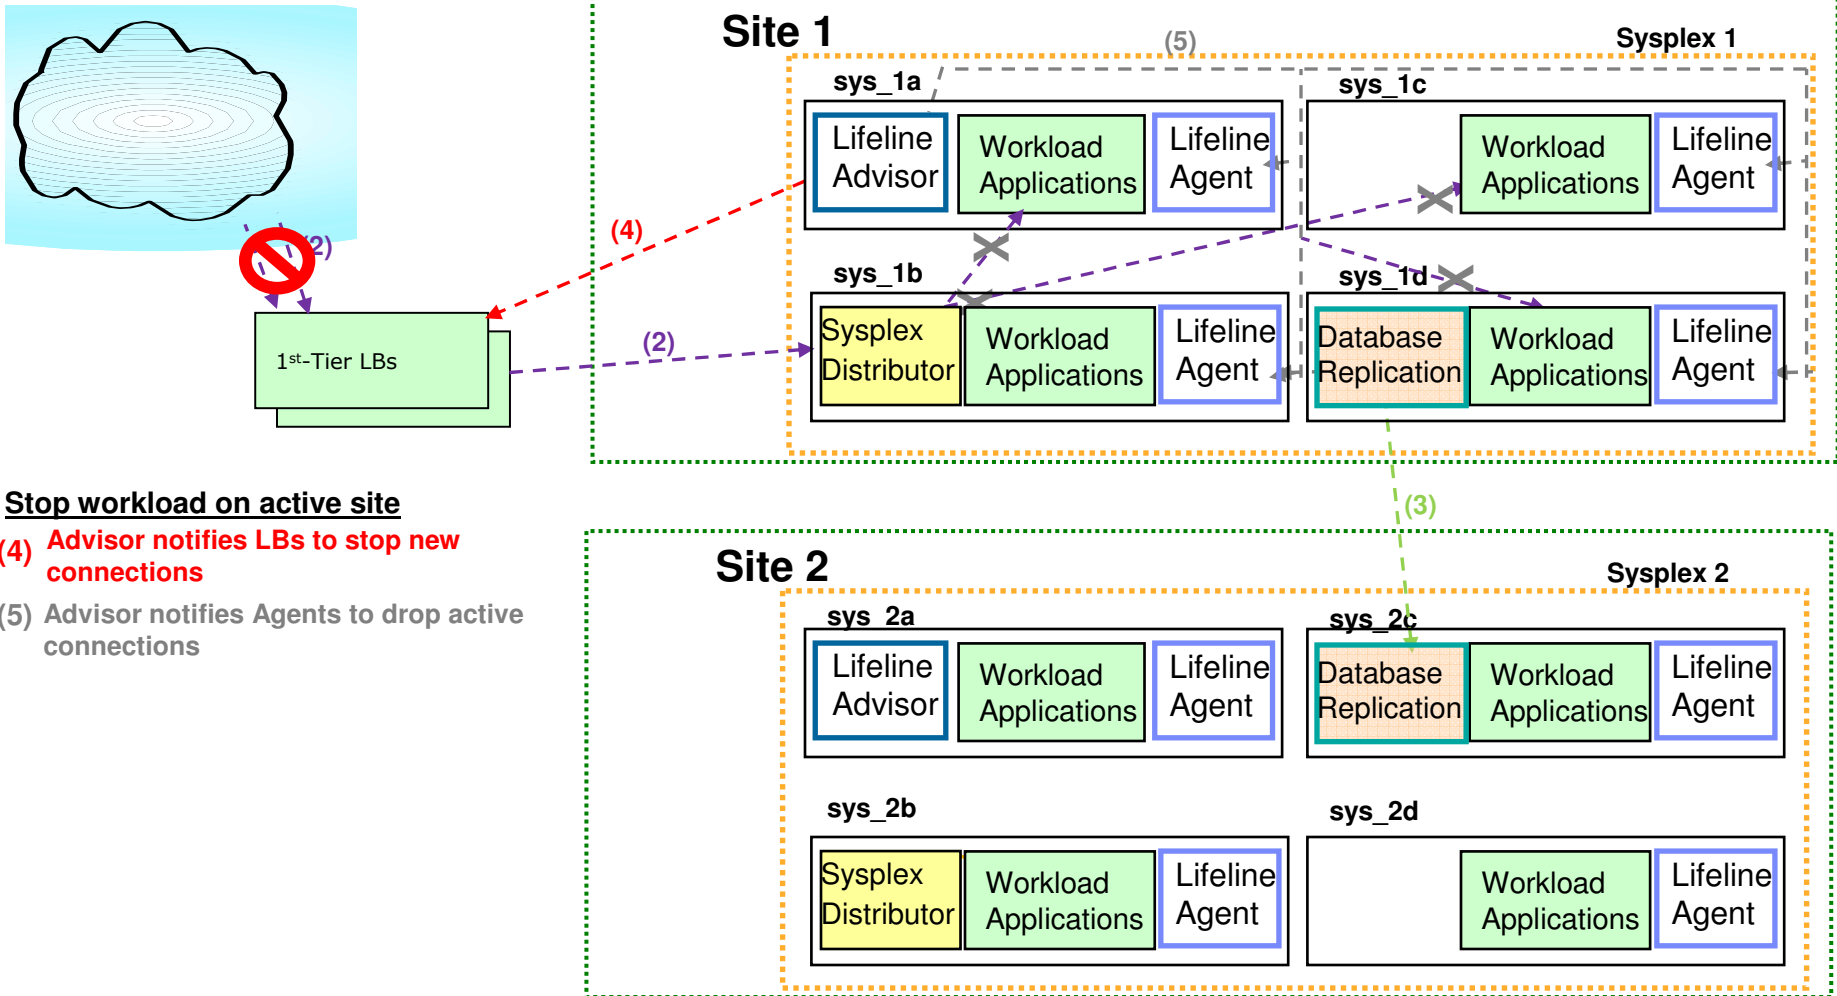 Site 1
(5)
Sysplex 1
sys_1a
sys_1c
Lifeline
Advisor
Workload
Applications
Lifeline
Agent
Workload
Applications
Lifeline
Agent
(4)
(2)
sys_1b
sys_1d
Sysplex
Distributor
Workload
Applications
Lifeline
Agent
Database
Replication
Workload
Applications
Lifeline
Agent
(2)
1st-Tier LBs
Stop workload on active site
(4) Advisor notifies LBs to stop new
connections
(5) Advisor notifies Agents to drop active
connections
(3)
Site 2
Sysplex 2
sys_2a
sys_2c
Lifeline
Advisor
Workload
Applications
Lifeline
Agent
Database
Replication
Workload
Applications
Lifeline
Agent
sys_2b
sys_2d
Sysplex
Distributor
Workload
Applications
Lifeline
Agent
Workload
Applications
Lifeline
Agent